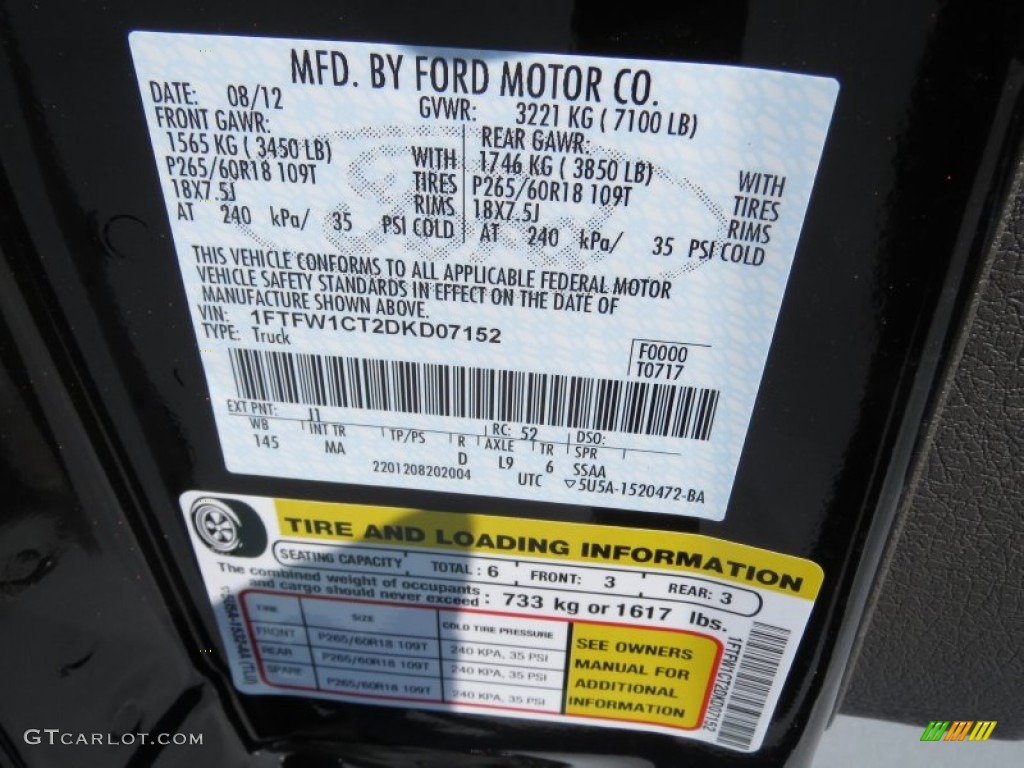 MFD. BY FORD MOTOR CO.
DATE: 08/12 GVWR: 3221 KG ( 7100 LB)
FRONT GAWR: REAR GAWR:
1565 KG ( 3450 LB) WITH 1746 KG ( 3850 LB) WITH
P265/60R18 109T TIRES P265/60R18 109T TIRES
18X7.5J RIMS 18X7.5J RIMS
AT 240 kPa/ 35 PSI COLD AT 240 kPa/ 35 PSI COLD
THIS VEHICLE CONFORMS TO ALL APPLICABLE FEDERAL MOTOR
VEHICLE SAFETY STANDARDS IN EFFECT ON THE DATE OF
MANUFACTURE SHOWN ABOVE.
VIN: 1FTFW1CT2DKD07152
TYPE: Truck
F0000
T0717
EXT PNT: J1 RC: 52 DSO:
WB INT TR TP/PS R AXLE TR SPR
145 MA D L9 6 SSAA
2201208202004 UTC ▽5U5A-1520472-BA
TIRE AND LOADING INFORMATION
SEATING CAPACITY TOTAL: 6 FRONT: 3 REAR: 3
The combined weight of occupants
and cargo should never exceed: 733 kg or 1617 lbs.
TIRE SIZE COLD TIRE PRESSURE
FRONT P265/60R18 109T 240 KPA, 35 PSI
REAR P265/60R18 109T 240 KPA, 35 PSI
SPARE P265/60R18 109T 240 KPA, 35 PSI
SEE OWNERS
MANUAL FOR
ADDITIONAL
INFORMATION
1FTFW1CT2DKD07152
GTCARLOT.COM